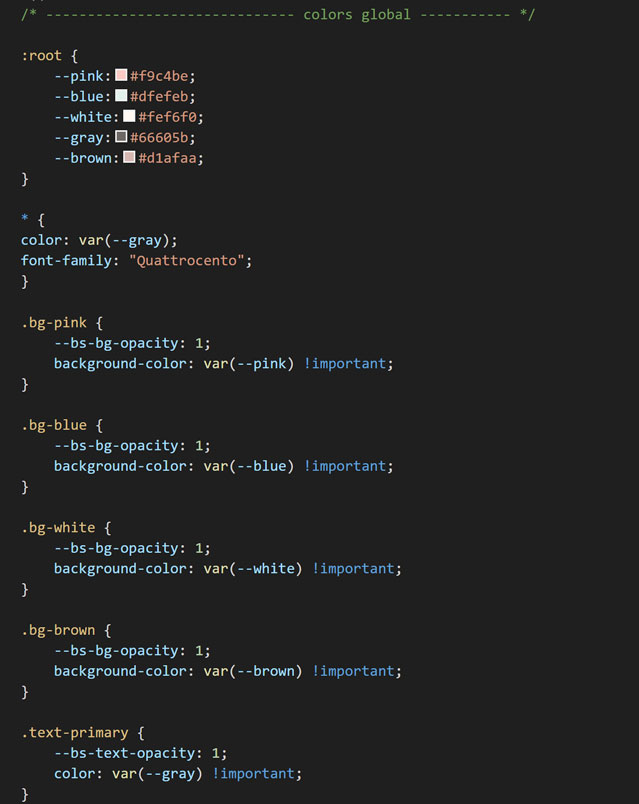 /* ----------------------------- colors global ----------- */
:root {
--pink: #f9c4be;
--blue: #dfefeb;
--white: #fef6f0;
--gray: #66605b;
--brown: #d1afaa;
}
* {
color: var(--gray);
font-family: "Quattrocento";
}
.bg-pink {
--bs-bg-opacity: 1;
background-color: var(--pink) !important;
}
.bg-blue {
--bs-bg-opacity: 1;
background-color: var(--blue) !important;
}
.bg-white {
--bs-bg-opacity: 1;
background-color: var(--white) !important;
}
.bg-brown {
--bs-bg-opacity: 1;
background-color: var(--brown) !important;
}
.text-primary {
--bs-text-opacity: 1;
color: var(--gray) !important;
}